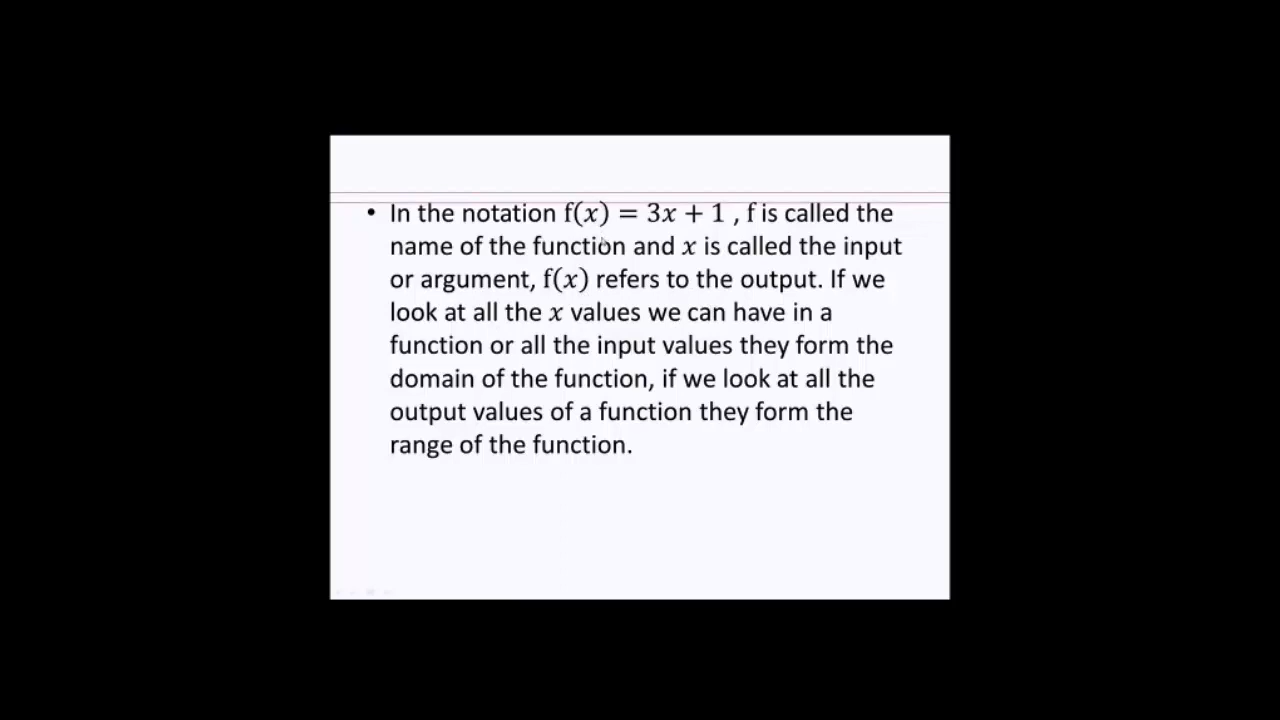 • In the notation f(x) = 3x + 1 , f is called the
name of the function and x is called the input
or argument, f(x) refers to the output. If we
look at all the x values we can have in a
function or all the input values they form the
domain of the function, if we look at all the
output values of a function they form the
range of the function.